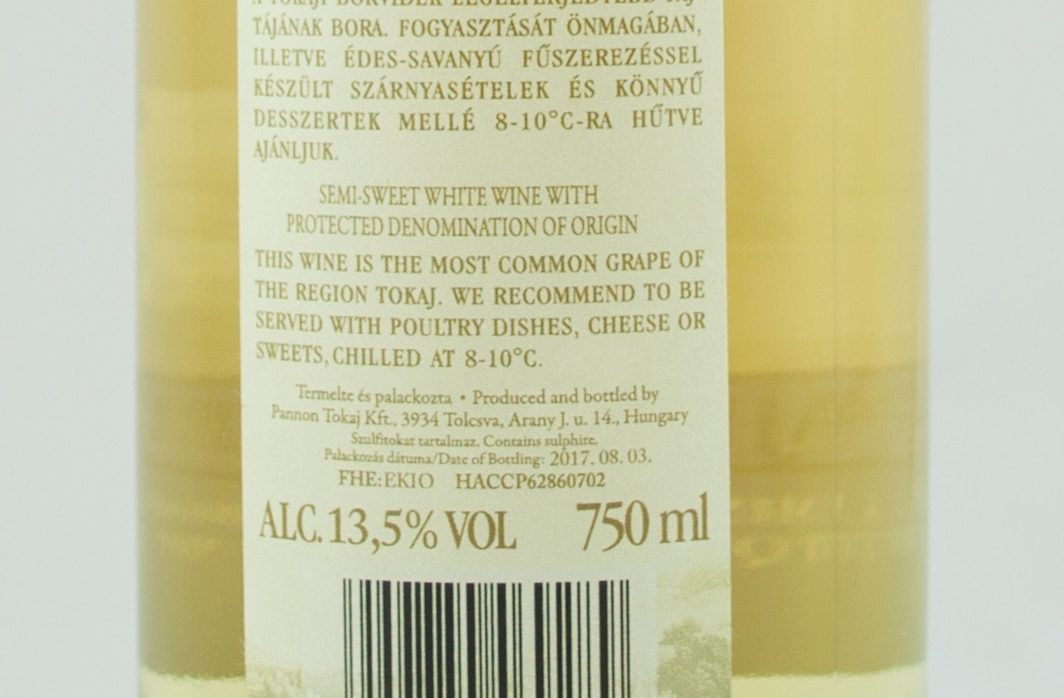 A TOKAJI BORVIDÉK LEGELTERJEDTEBB FAJ-
TÁJÁNAK BORA. FOGYASZTÁSÁT ÖNMAGÁBAN,
ILLETVE ÉDES-SAVANYÚ FŰSZEREZÉSSEL
KÉSZÜLT SZÁRNYASÉTELEK ÉS KÖNNYŰ
DESSZERTEK MELLÉ 8-10°C-RA HŰTVE
AJÁNLJUK.
SEMI-SWEET WHITE WINE WITH
PROTECTED DENOMINATION OF ORIGIN
THIS WINE IS THE MOST COMMON GRAPE OF
THE REGION TOKAJ. WE RECOMMEND TO BE
SERVED WITH POULTRY DISHES, CHEESE OR
SWEETS, CHILLED AT 8-10°C.
Termelte és palackozta • Produced and bottled by
Pannon Tokaj Kft., 3934 Tolcsva, Arany J. u. 14., Hungary
Szulfitokat tartalmaz. Contains sulphite.
Palackozás dátuma/Date of Bottling: 2017. 08. 03.
FHE: EKIO HACCP62860702
ALC. 13,5% VOL 750 ml